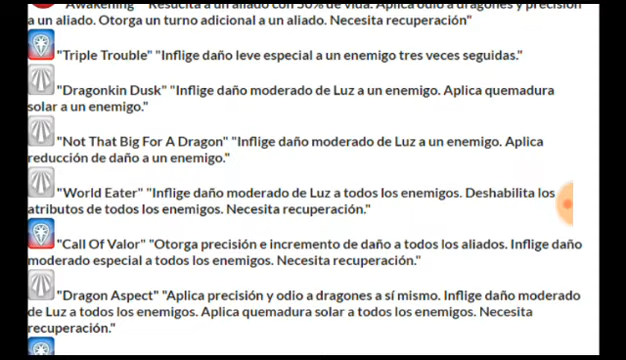 "Awakening" "Resucita a un aliado con 50% de vida. Aplica odio a dragones y precisión
a un aliado. Otorga un turno adicional a un aliado. Necesita recuperación"
"Triple Trouble" "Inflige daño leve especial a un enemigo tres veces seguidas."
"Dragonkin Dusk" "Inflige daño moderado de Luz a un enemigo. Aplica quemadura
solar a un enemigo."
"Not That Big For A Dragon" "Inflige daño moderado de Luz a un enemigo. Aplica
reducción de daño a un enemigo."
"World Eater" "Inflige daño moderado de Luz a todos los enemigos. Deshabilita los
atributos de todos los enemigos. Necesita recuperación."
"Call Of Valor" "Otorga precisión e incremento de daño a todos los aliados. Inflige daño
moderado especial a todos los enemigos. Necesita recuperación."
"Dragon Aspect" "Aplica precisión y odio a dragones a sí mismo. Inflige daño moderado
de Luz a todos los enemigos. Aplica quemadura solar a todos los enemigos. Necesita
recuperación."